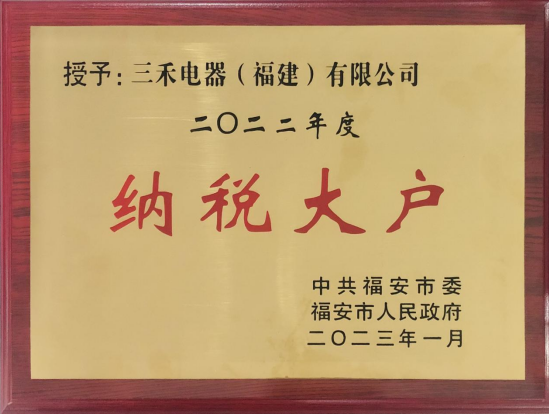 授予：三禾电器（福建）有限公司
二〇二二年度
纳税大户
中共福安市委
福安市人民政府
二〇二三年一月